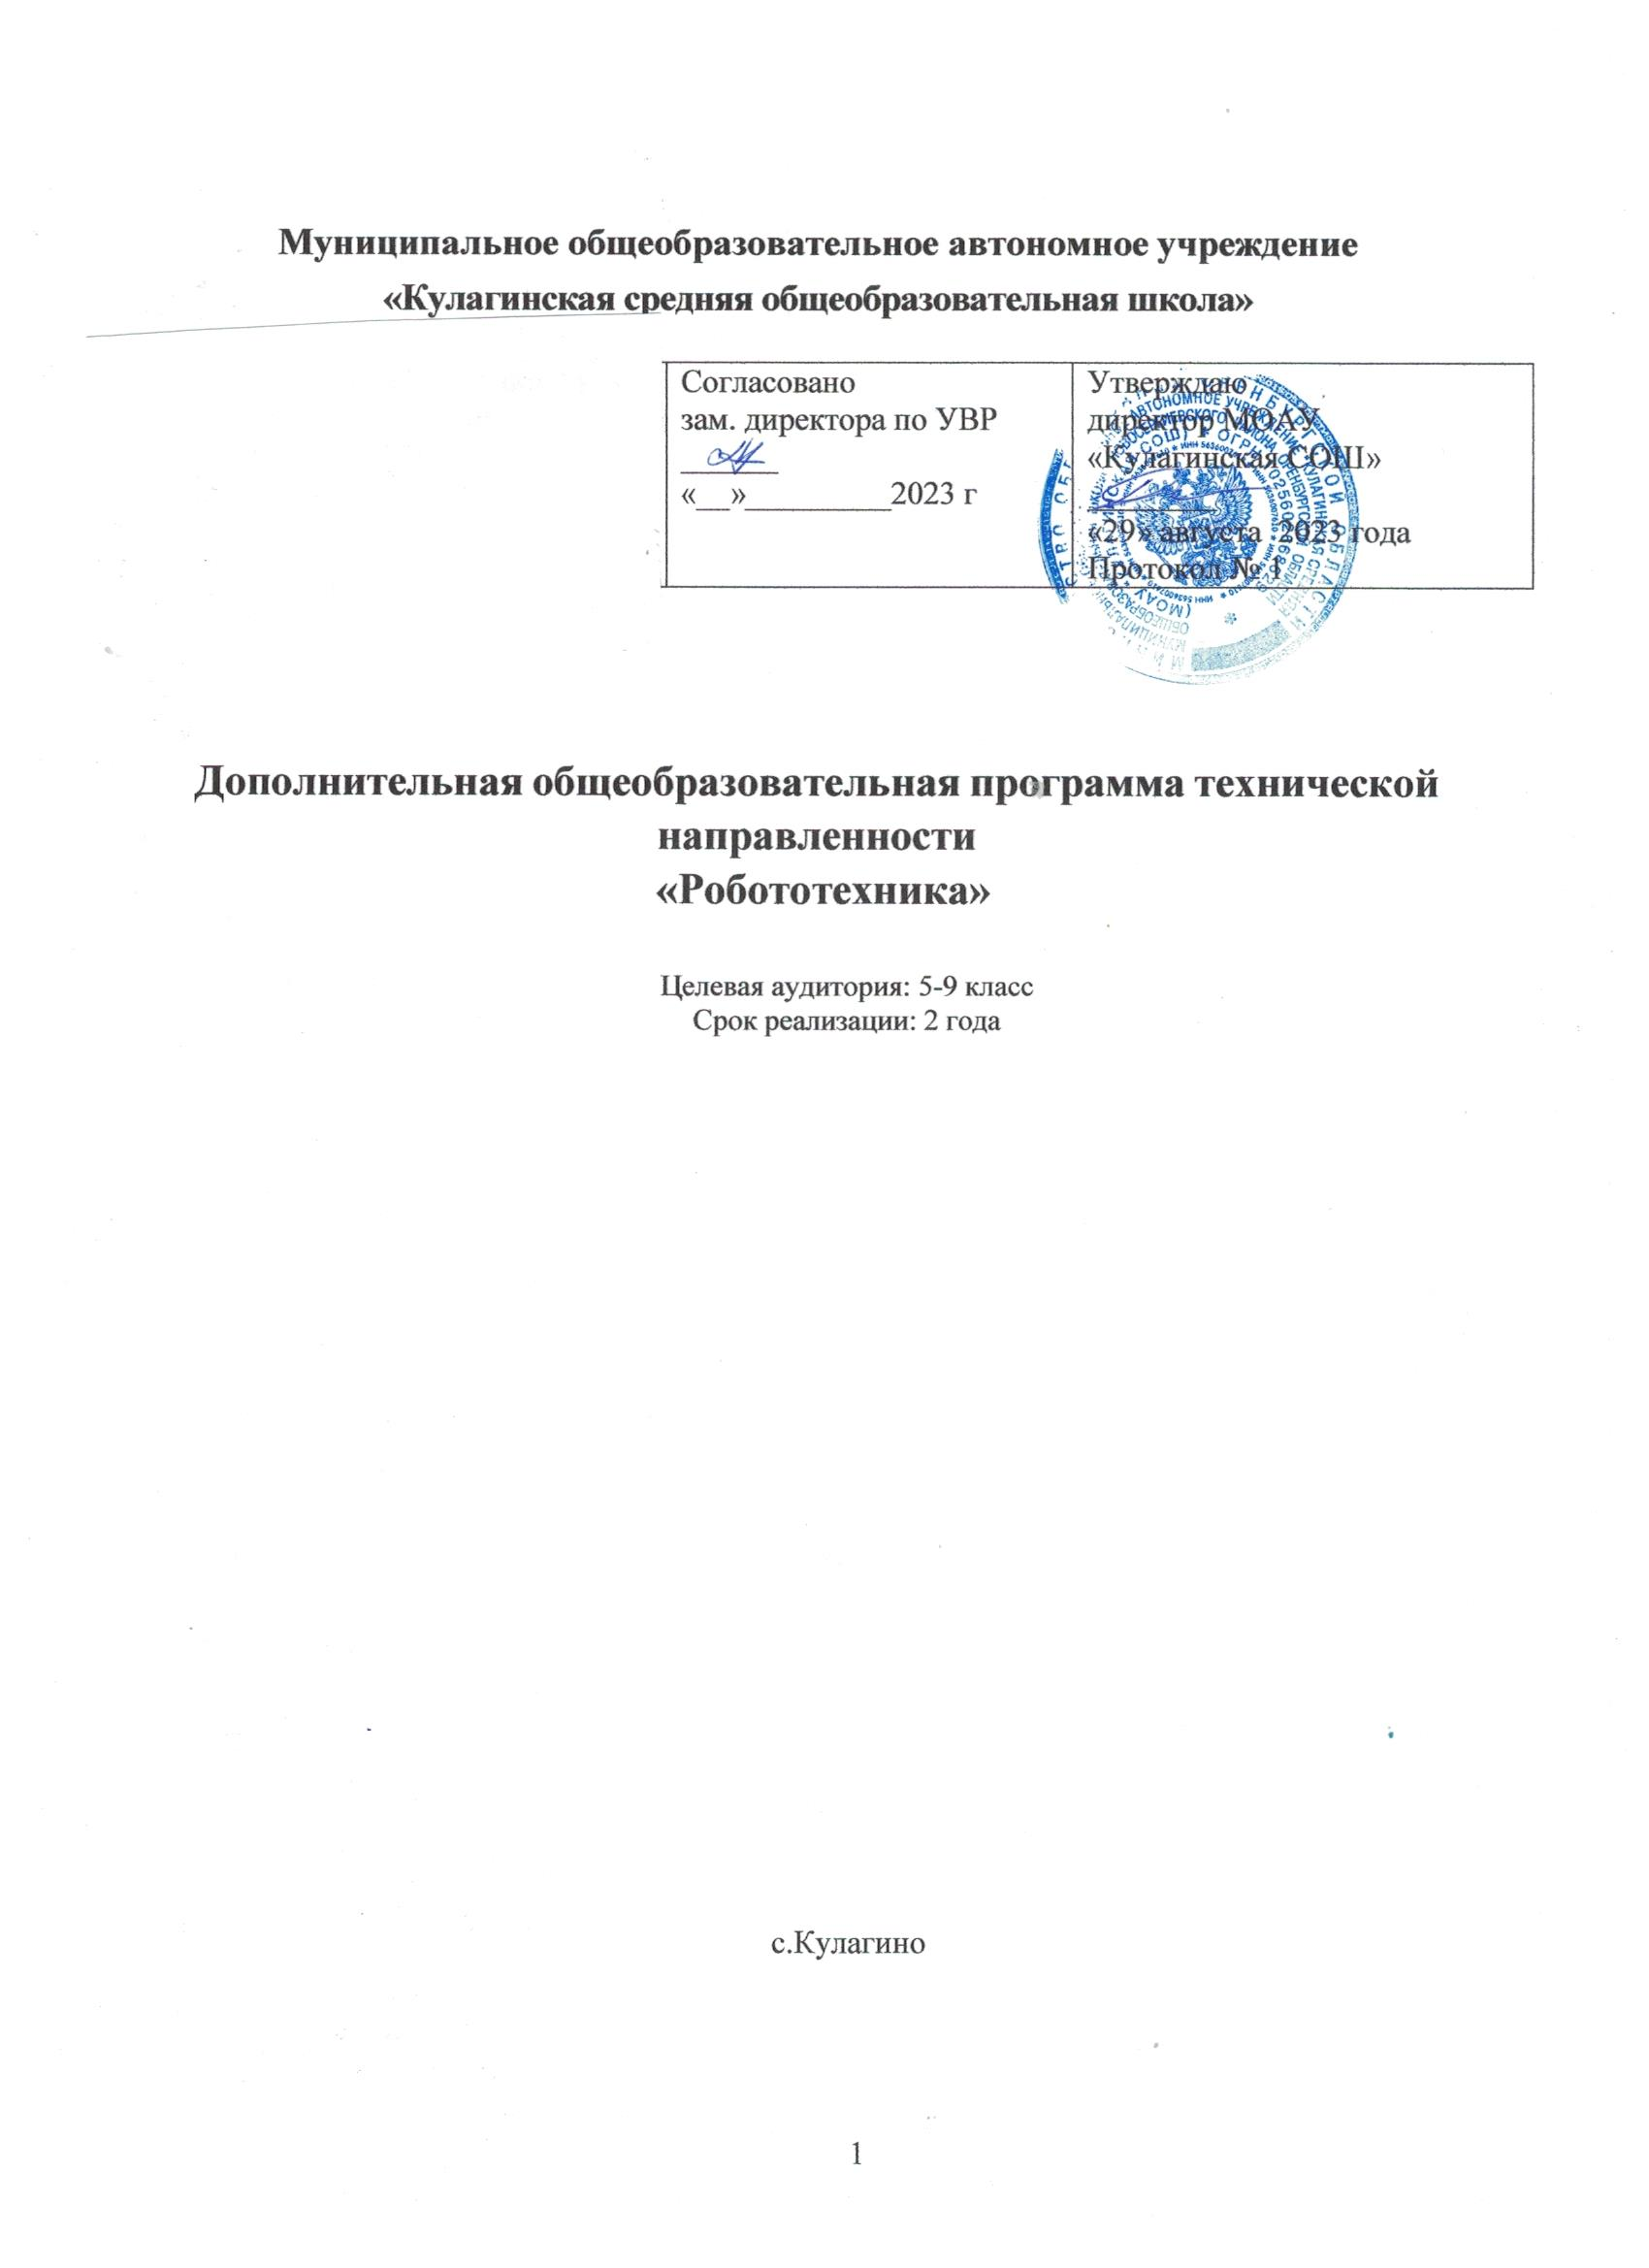 Муниципальное общеобразовательное автономное учреждение
«Кулагинская средняя общеобразовательная школа»
Согласовано
зам. директора по УВР
______
«__»_________2023 г
Утверждаю
директор МОАУ
«Кулагинская СОШ»
«29» августа 2023 года
Протокол № 1
Дополнительная общеобразовательная программа технической
направленности
«Робототехника»
Целевая аудитория: 5-9 класс
Срок реализации: 2 года
с.Кулагино
1